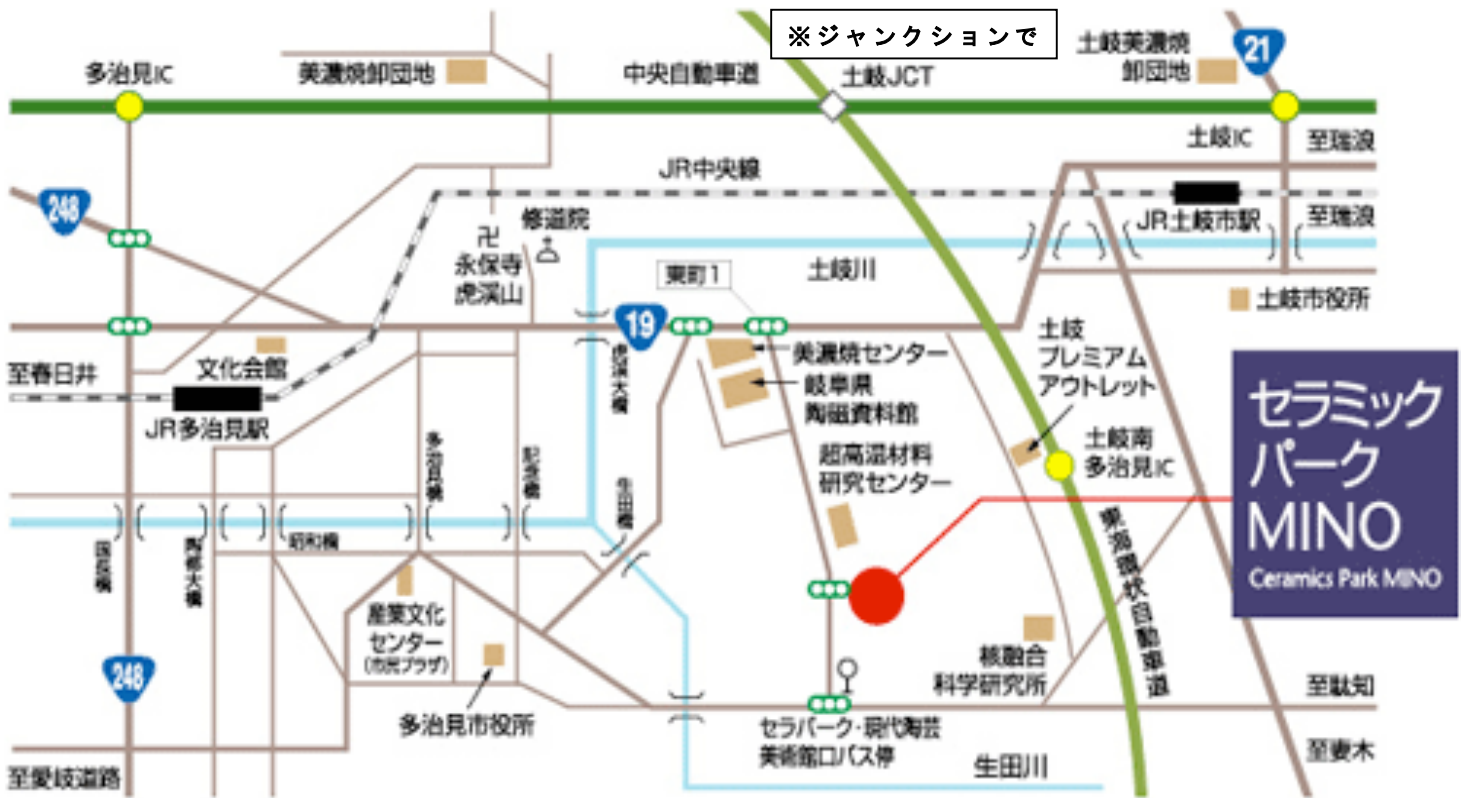 ※ジャンクションで
土岐美濃焼
卸団地
21
多治見IC
美濃焼卸団地
中央自動車道
土岐JCT
土岐IC
至瑞浪
JR中央線
248
修道院
卍
永保寺
虎渓山
JR土岐市駅
至瑞浪
東町1
土岐川
土岐市役所
19
土岐
プレミアム
アウトレット
美濃焼センター
岐阜県
陶磁資料館
文化会館
至春日井
JR多治見駅
セラミック
パーク
MINO
Ceramics Park MINO
土岐南
多治見IC
超高温材料
研究センター
多治見橋
昭和橋
国長橋
陶都大橋
生田橋
東海環状自動車道
産業文化
センター
(市民プラザ)
核融合
科学研究所
248
多治見市役所
至駄知
セラパーク・現代陶芸
美術館口バス停
生田川
至妻木
至愛岐道路